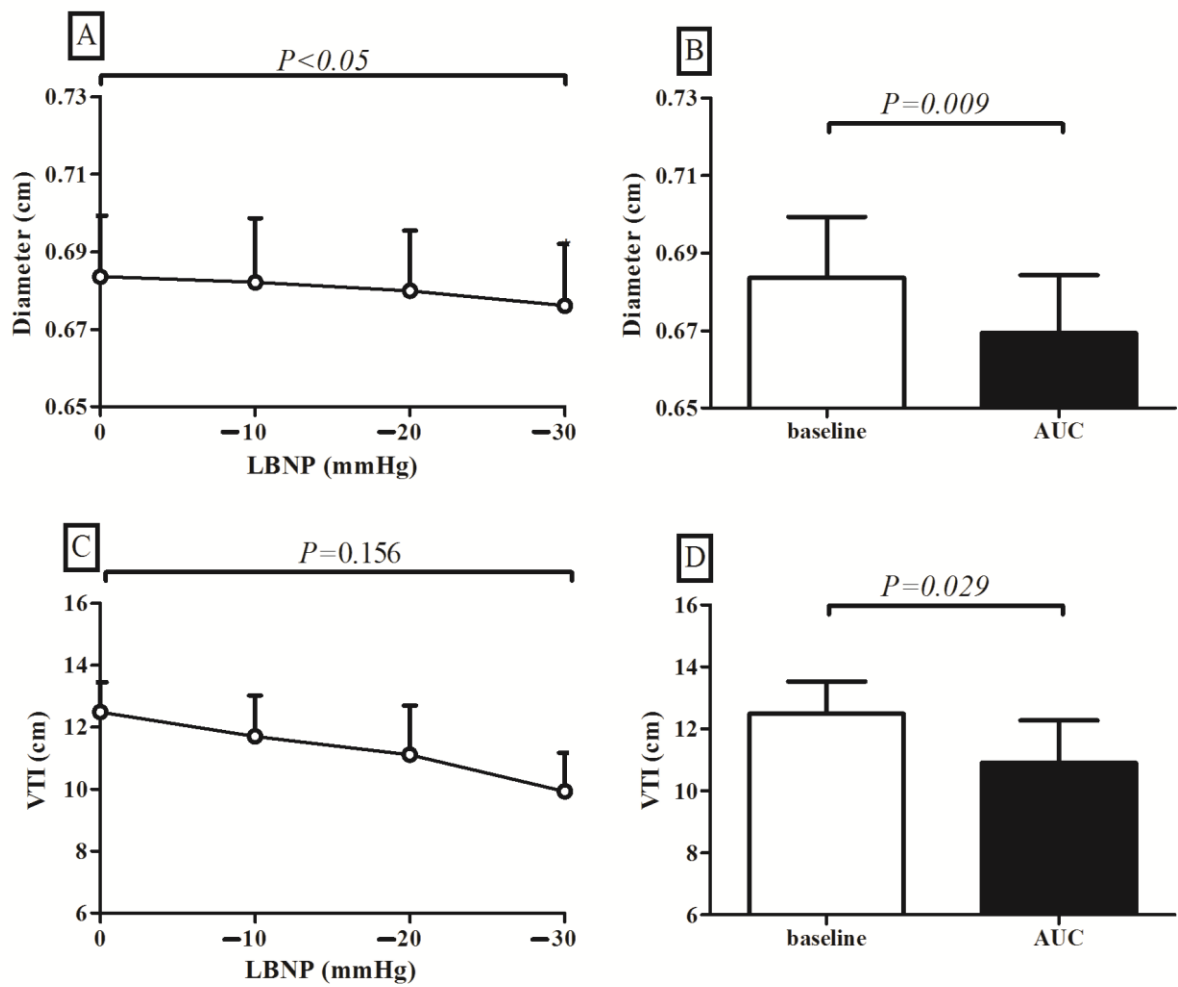 A
P<0.05
0.73
0.71
0.69
0.67
0.65
Diameter (cm)
*
0
−10
−20
−30
LBNP (mmHg)
B
P=0.009
0.73
0.71
0.69
0.67
0.65
Diameter (cm)
baseline
AUC
C
P=0.156
16
14
12
10
8
6
VTI (cm)
0
−10
−20
−30
LBNP (mmHg)
D
P=0.029
16
14
12
10
8
6
VTI (cm)
baseline
AUC